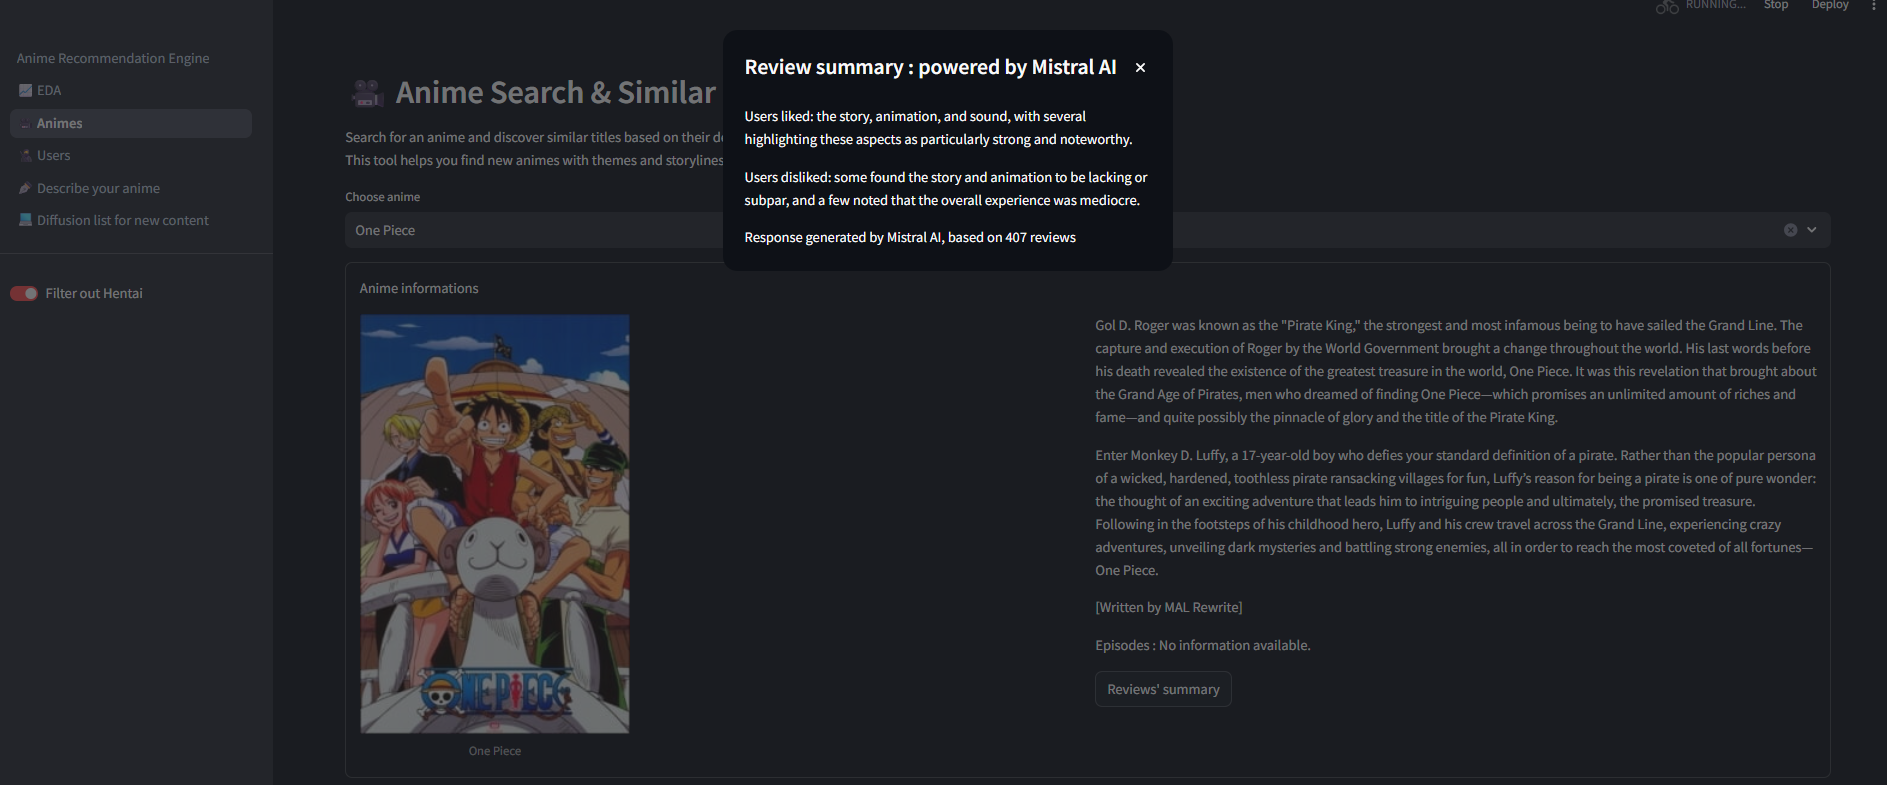 RUNNING...
Stop
Deploy
Anime Recommendation Engine
EDA
Animes
Users
Describe your anime
Diffusion list for new content
Filter out Hentai
Anime Search & Similar
Search for an anime and discover similar titles based on their de
This tool helps you find new animes with themes and storylines
Choose anime
One Piece
Review summary : powered by Mistral AI
Users liked: the story, animation, and sound, with several
highlighting these aspects as particularly strong and noteworthy.
Users disliked: some found the story and animation to be lacking or
subpar, and a few noted that the overall experience was mediocre.
Response generated by Mistral AI, based on 407 reviews
Anime informations
ONE PIECE
One Piece
Gol D. Roger was known as the "Pirate King," the strongest and most infamous being to have sailed the Grand Line. The
capture and execution of Roger by the World Government brought a change throughout the world. His last words before
his death revealed the existence of the greatest treasure in the world, One Piece. It was this revelation that brought about
the Grand Age of Pirates, men who dreamed of finding One Piece—which promises an unlimited amount of riches and
fame—and quite possibly the pinnacle of glory and the title of the Pirate King.
Enter Monkey D. Luffy, a 17-year-old boy who defies your standard definition of a pirate. Rather than the popular persona
of a wicked, hardened, toothless pirate ransacking villages for fun, Luffy's reason for being a pirate is one of pure wonder:
the thought of an exciting adventure that leads him to intriguing people and ultimately, the promised treasure.
Following in the footsteps of his childhood hero, Luffy and his crew travel across the Grand Line, experiencing crazy
adventures, unveiling dark mysteries and battling strong enemies, all in order to reach the most coveted of all fortunes—
One Piece.
[Written by MAL Rewrite]
Episodes : No information available.
Reviews' summary